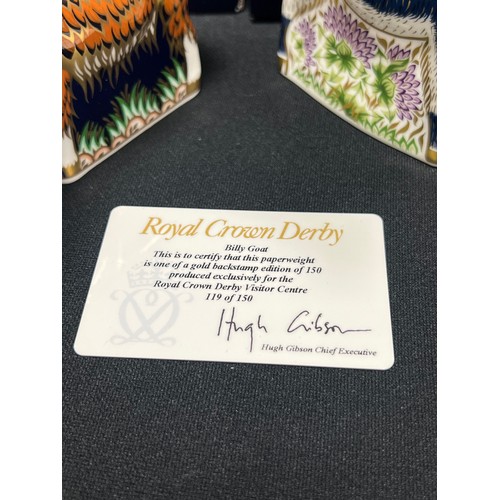 Royal Crown Derby
Billy Goat
This is to certify that this paperweight
is one of a gold backstamp edition of 150
produced exclusively for the
Royal Crown Derby Visitor Centre
119 of 150
Hugh Gibson
Hugh Gibson Chief Executive